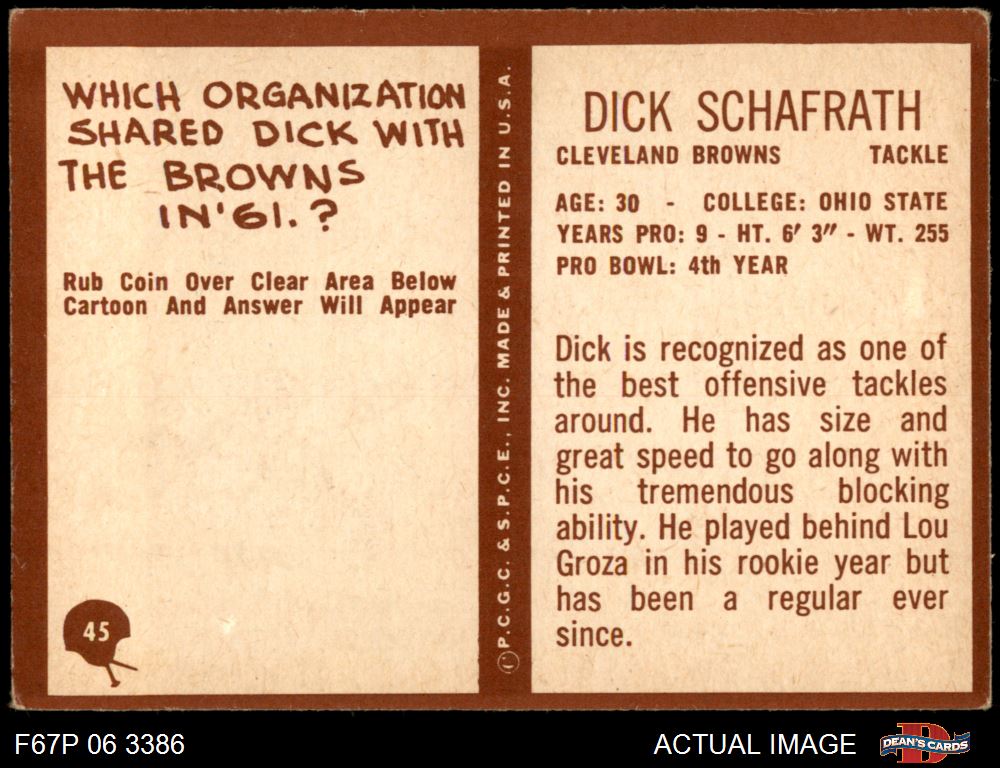 WHICH ORGANIZATION
SHARED DICK WITH
THE BROWNS
IN '61.?
Rub Coin Over Clear Area Below
Cartoon And Answer Will Appear
45
©P.C.G.C. & S.P.C.E., INC. MADE & PRINTED IN U.S.A.
DICK SCHAFRATH
CLEVELAND BROWNS TACKLE
AGE: 30 - COLLEGE: OHIO STATE
YEARS PRO: 9 - HT. 6' 3" - WT. 255
PRO BOWL: 4th YEAR
Dick is recognized as one of
the best offensive tackles
around. He has size and
great speed to go along with
his tremendous blocking
ability. He played behind Lou
Groza in his rookie year but
has been a regular ever
since.
F67P 06 3386
ACTUAL IMAGE
DEAN'S CARDS